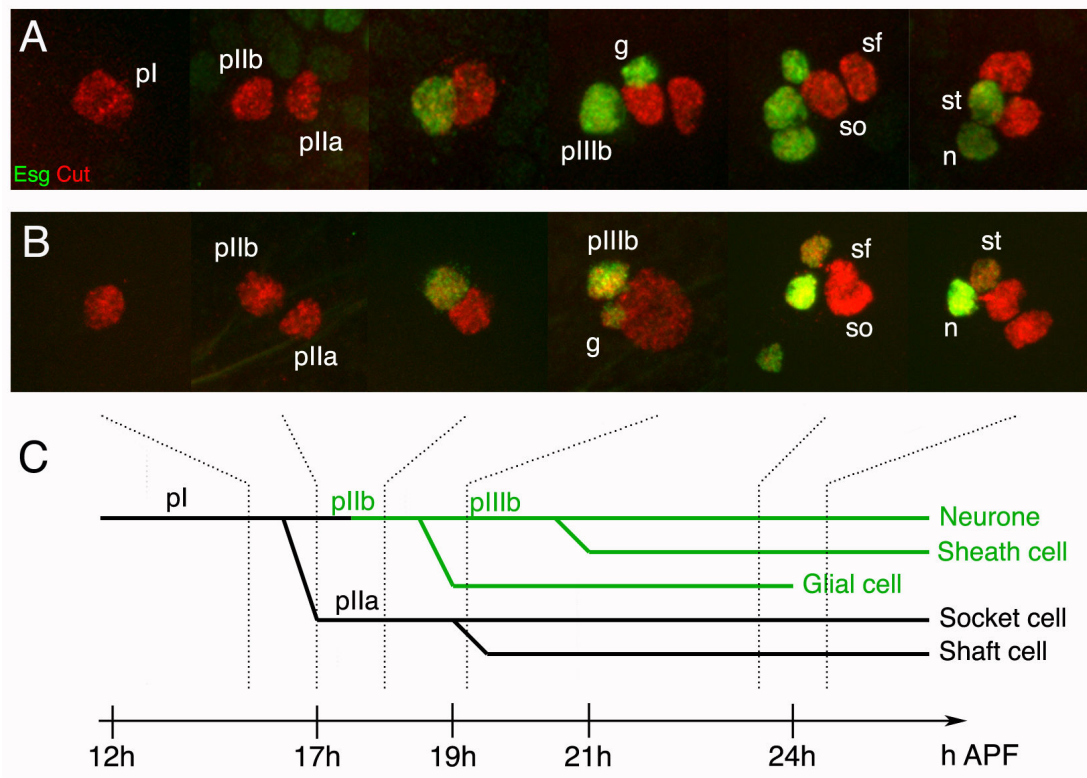 A
pI
pIIb
pIIa
g
pIIIb
sf
so
st
n
Esg Cut
B
pIIb
pIIa
pIIIb
g
sf
so
st
n
C
pI
pIIb
pIIIb
Neurone
Sheath cell
Glial cell
pIIa
Socket cell
Shaft cell
12h 17h 19h 21h 24h h APF